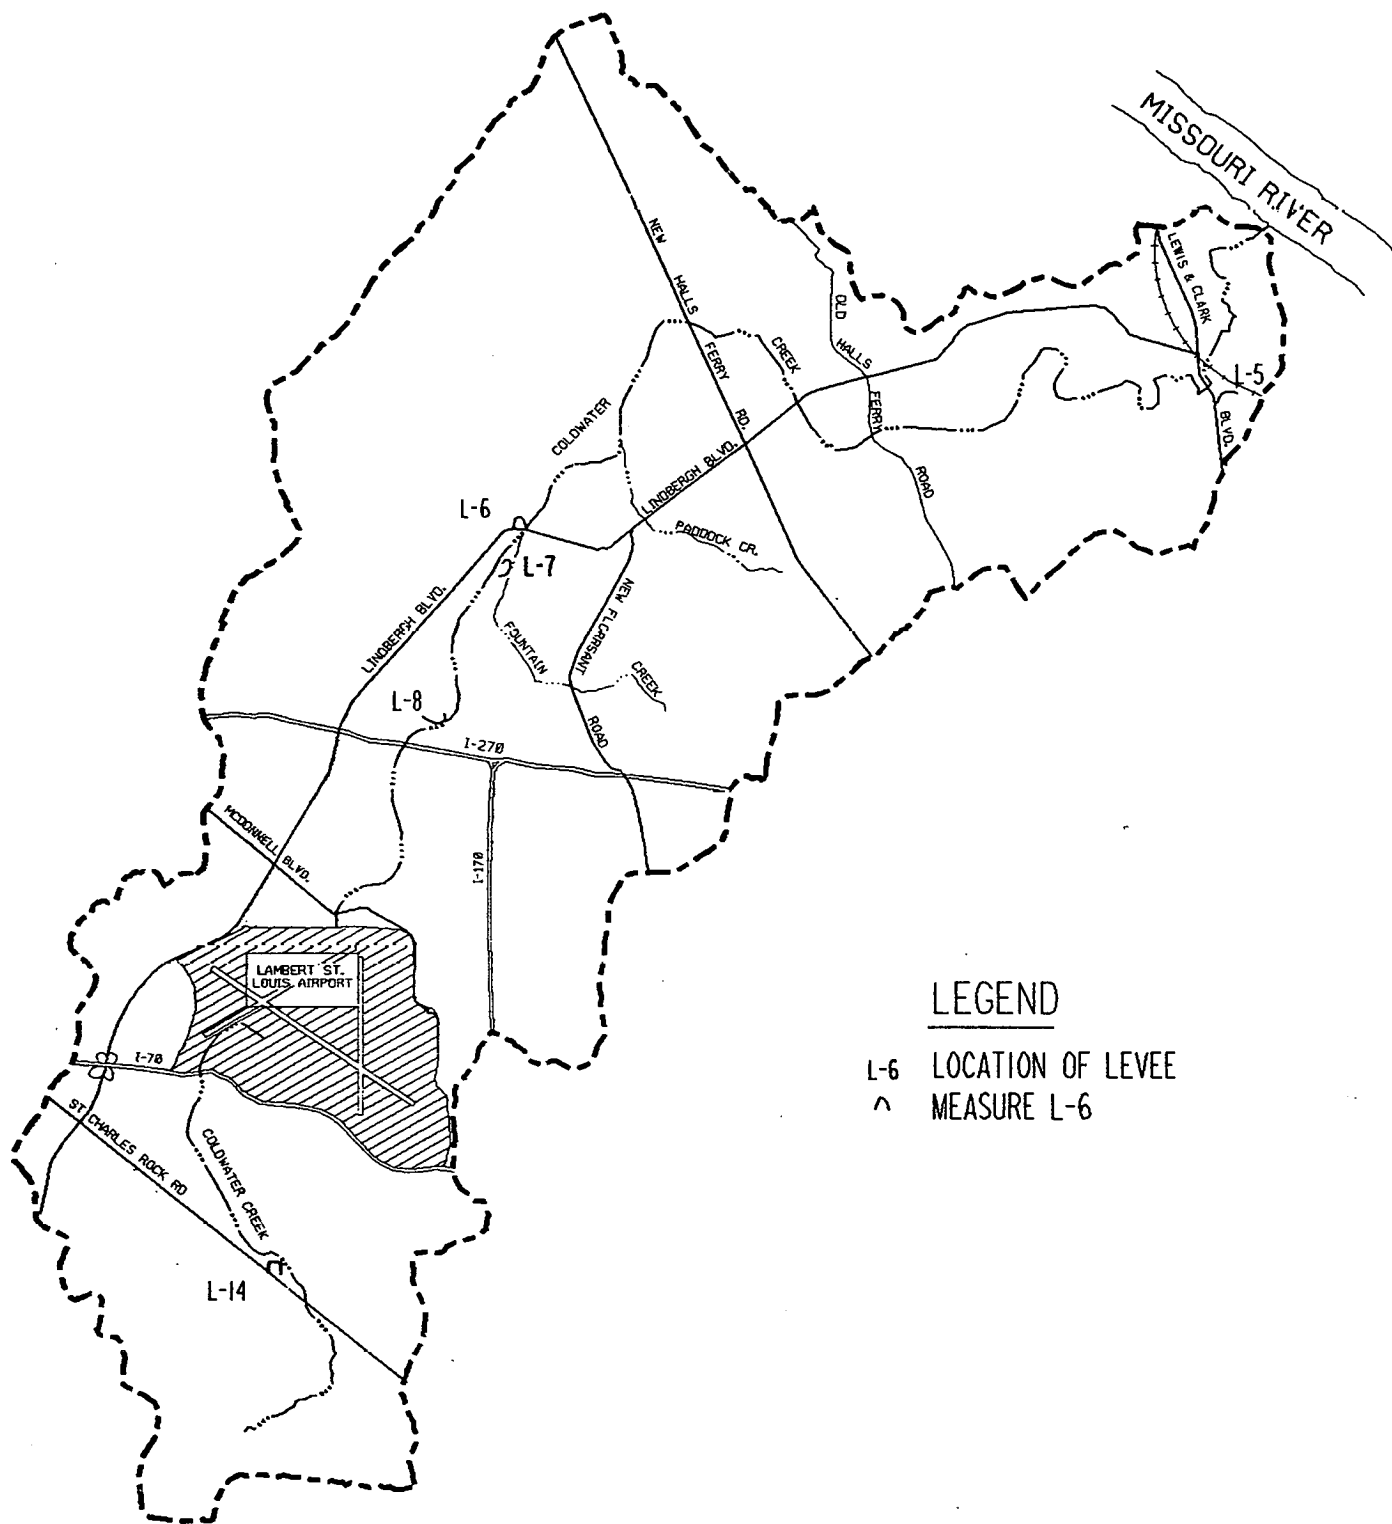 MISSOURI RIVER
NEW
HALLS
FERRY
RD.
LEWIS & CLARK
BLVD.
OLD
HALLS
FERRY
ROAD
CREEK
COLDWATER
L-5
LINDBERGH BLVD.
L-6
PADDOCK CR.
L-7
LINDBERGH BLVD.
NEW FLORRSANT
ROAD
FOUNTAIN
CREEK
L-8
I-270
MCDONNELL BLVD.
I-170
LAMBERT ST.
LOUIS AIRPORT
LEGEND
I-70
L-6 LOCATION OF LEVEE
MEASURE L-6
ST CHARLES ROCK RD
COLDWATER CREEK
L-14